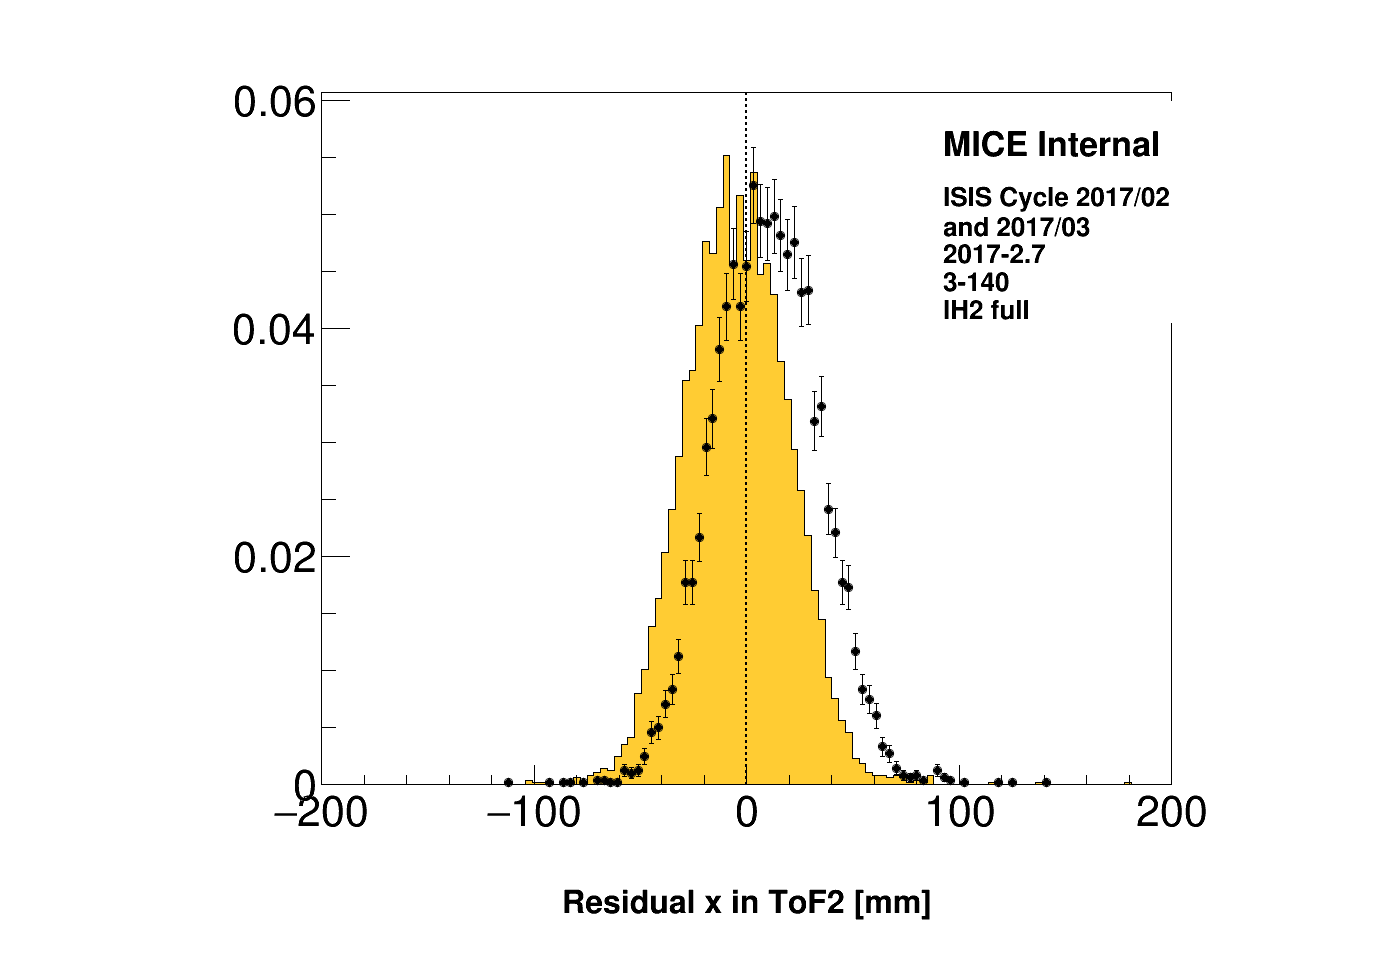 0.06
MICE Internal
ISIS Cycle 2017/02
and 2017/03
2017-2.7
3-140
IH2 full
0.04
0.02
0
−200 −100 0 100 200
Residual x in ToF2 [mm]